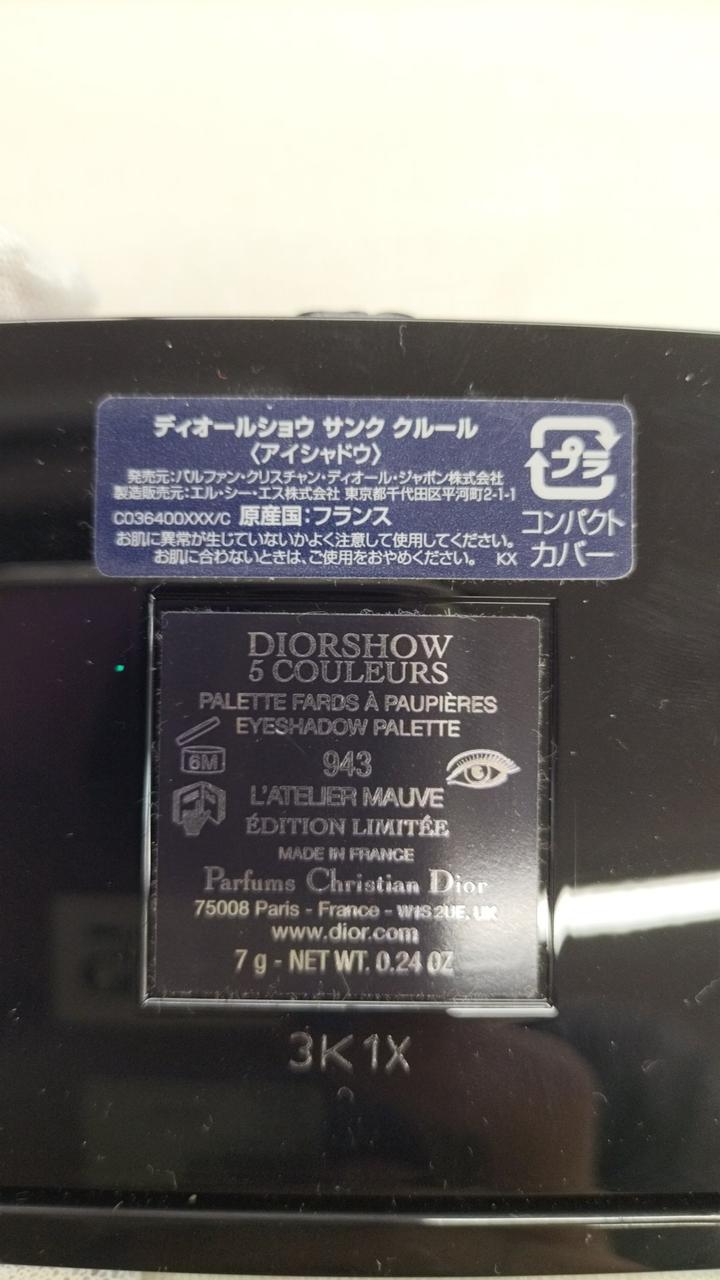 ディオールショウ サンク クルール
〈アイシャドウ〉
発売元:パルファン・クリスチャン・ディオール・ジャポン株式会社
製造販売元:エル・シー・エス株式会社 東京都千代田区平河町2-1-1
C036400XXX/C 原産国:フランス
お肌に異常が生じていないかよく注意して使用してください。
お肌に合わないときは、ご使用をおやめください。 KX
プラ
コンパクト
カバー
DIORSHOW
5 COULEURS
PALETTE FARDS À PAUPIÈRES
EYESHADOW PALETTE
6M
943
L'ATELIER MAUVE
ÉDITION LIMITÉE
MADE IN FRANCE
Parfums Christian Dior
75008 Paris - France - W1S 2UE, UK
www.dior.com
7 g - NET WT. 0.24 OZ
3K1X